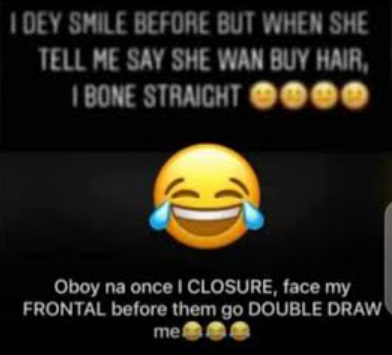 I DEY SMILE BEFORE BUT WHEN SHE
TELL ME SAY SHE WAN BUY HAIR,
I BONE STRAIGHT 😐😐😐😐
Oboy na once I CLOSURE, face my
FRONTAL before them go DOUBLE DRAW
me😂😂😂